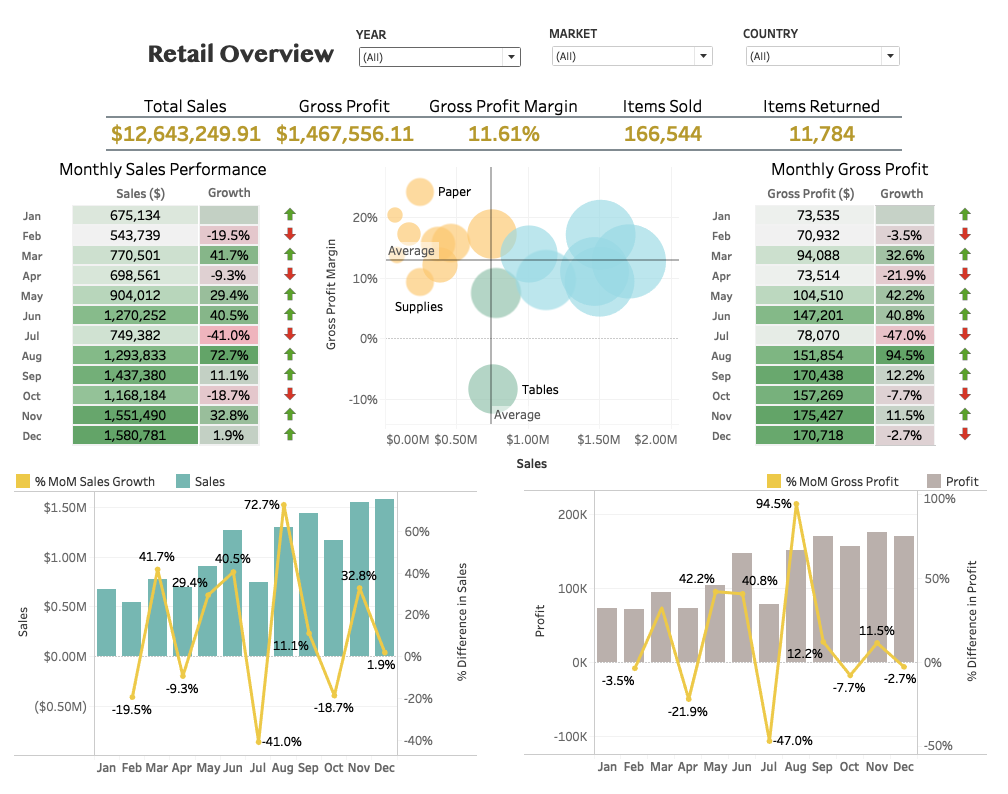 Retail Overview
YEAR
(All)
MARKET
(All)
COUNTRY
(All)
Total Sales Gross Profit Gross Profit Margin Items Sold Items Returned
$12,643,249.91 $1,467,556.11 11.61% 166,544 11,784
Monthly Sales Performance
Sales ($) Growth
Jan 675,134
Feb 543,739 -19.5%
Mar 770,501 41.7%
Apr 698,561 -9.3%
May 904,012 29.4%
Jun 1,270,252 40.5%
Jul 749,382 -41.0%
Aug 1,293,833 72.7%
Sep 1,437,380 11.1%
Oct 1,168,184 -18.7%
Nov 1,551,490 32.8%
Dec 1,580,781 1.9%
Gross Profit Margin
20%
10%
0%
-10%
Paper
Average
Supplies
Tables
Average
$0.00M $0.50M $1.00M $1.50M $2.00M
Sales
Monthly Gross Profit
Gross Profit ($) Growth
Jan 73,535
Feb 70,932 -3.5%
Mar 94,088 32.6%
Apr 73,514 -21.9%
May 104,510 42.2%
Jun 147,201 40.8%
Jul 78,070 -47.0%
Aug 151,854 94.5%
Sep 170,438 12.2%
Oct 157,269 -7.7%
Nov 175,427 11.5%
Dec 170,718 -2.7%
% MoM Sales Growth Sales
Sales
$1.50M
$1.00M
$0.50M
$0.00M
($0.50M)
-19.5%
41.7%
-9.3%
29.4%
40.5%
-41.0%
72.7%
11.1%
-18.7%
32.8%
1.9%
60%
40%
20%
0%
-20%
-40%
% Difference in Sales
Jan Feb Mar Apr May Jun Jul Aug Sep Oct Nov Dec
% MoM Gross Profit Profit
Profit
200K
100K
0K
-100K
-3.5%
-21.9%
42.2%
40.8%
-47.0%
94.5%
12.2%
-7.7%
11.5%
-2.7%
100%
50%
0%
-50%
% Difference in Profit
Jan Feb Mar Apr May Jun Jul Aug Sep Oct Nov Dec